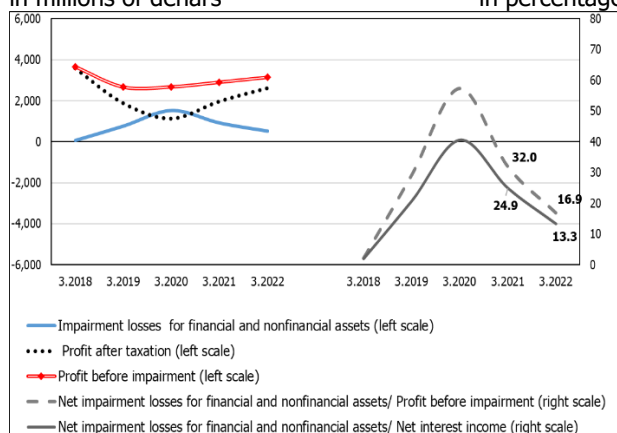 in millions of denars in percentage
6,000 80
70
4,000 60
2,000 50
0 40
32.0 30
-2,000 24.9 20
16.9
-4,000 13.3 10
-6,000 0
3.2018 3.2019 3.2020 3.2021 3.2022 3.2018 3.2019 3.2020 3.2021 3.2022
Impairment losses for financial and nonfinancial assets (left scale)
Profit after taxation (left scale)
Profit before impairment (left scale)
Net impairment losses for financial and nonfinancial assets/ Profit before impairment (right scale)
Net impairment losses for financial and nonfinancial assets/ Net interest income (right scale)